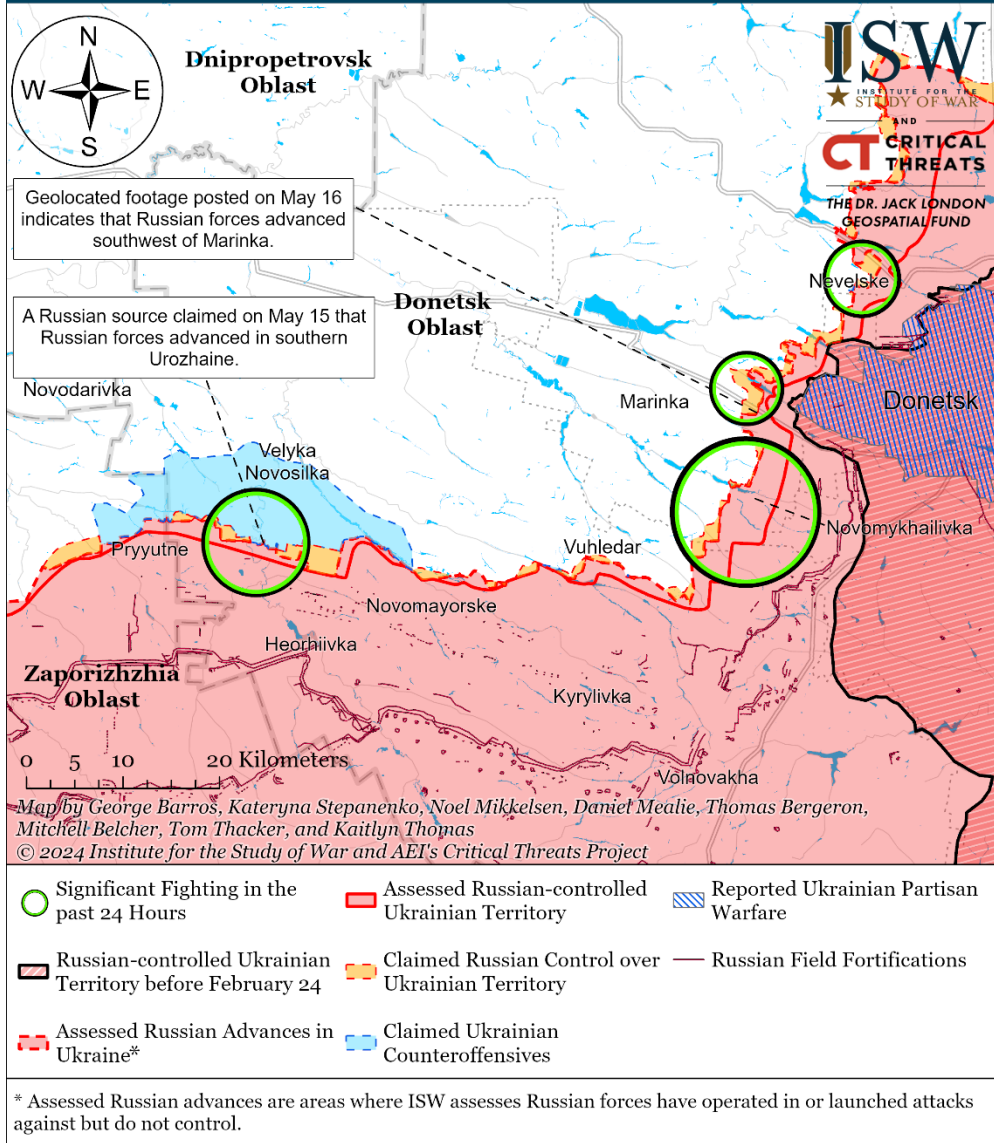 N
W E
S
Dnipropetrovsk
Oblast
ISW
INSTITUTE FOR THE
STUDY OF WAR
AND
CT CRITICAL
THREATS
THE DR. JACK LONDON
GEOSPATIAL FUND
Geolocated footage posted on May 16
indicates that Russian forces advanced
southwest of Marinka.
A Russian source claimed on May 15 that
Russian forces advanced in southern
Urozhaine.
Donetsk
Oblast
Nevelske
Novodarivka
Marinka
Donetsk
Velyka
Novosilka
Novomykhailivka
Pryyutne
Vuhledar
Novomayorske
Heorhiivka
Zaporizhzhia
Oblast
Kyrylivka
0 5 10 20 Kilometers
Volnovakha
Map by George Barros, Kateryna Stepanenko, Noel Mikkelsen, Daniel Mealie, Thomas Bergeron,
Mitchell Belcher, Tom Thacker, and Kaitlyn Thomas
© 2024 Institute for the Study of War and AEI's Critical Threats Project
Significant Fighting in the
past 24 Hours
Assessed Russian-controlled
Ukrainian Territory
Reported Ukrainian Partisan
Warfare
Russian-controlled Ukrainian
Territory before February 24
Claimed Russian Control over
Ukrainian Territory
Russian Field Fortifications
Assessed Russian Advances in
Ukraine*
Claimed Ukrainian
Counteroffensives
* Assessed Russian advances are areas where ISW assesses Russian forces have operated in or launched attacks
against but do not control.